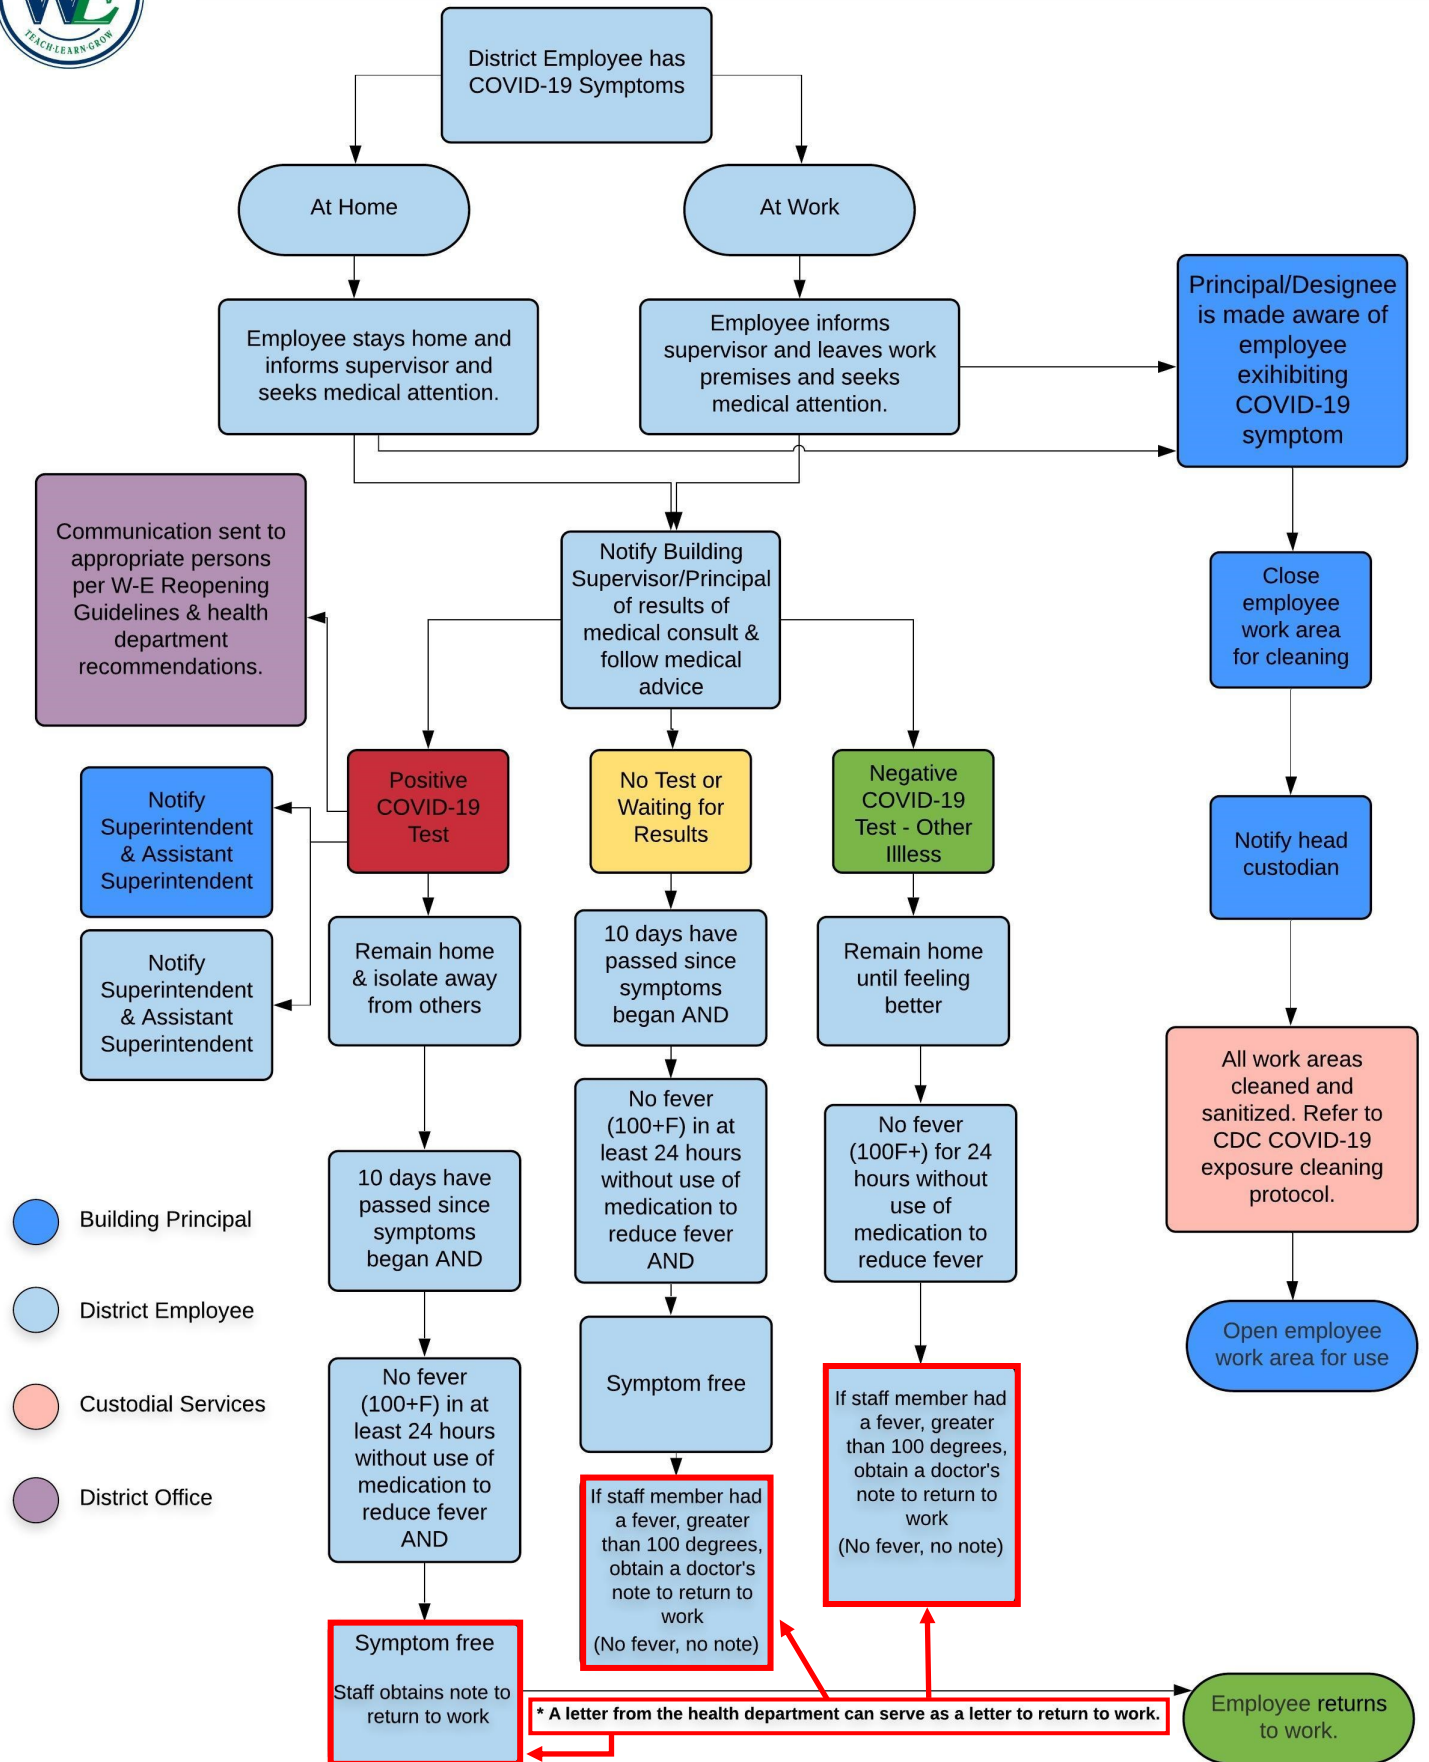 WE
TEACH·LEARN·GROW
District Employee has
COVID-19 Symptoms
At Home
At Work
Employee stays home and
informs supervisor and
seeks medical attention.
Employee informs
supervisor and leaves work
premises and seeks
medical attention.
Principal/Designee
is made aware of
employee
exihibiting
COVID-19
symptom
Communication sent to
appropriate persons
per W-E Reopening
Guidelines & health
department
recommendations.
Notify Building
Supervisor/Principal
of results of
medical consult &
follow medical
advice
Close
employee
work area
for cleaning
Notify
Superintendent
& Assistant
Superintendent
Positive
COVID-19
Test
No Test or
Waiting for
Results
Negative
COVID-19
Test - Other
Illless
Notify head
custodian
Notify
Superintendent
& Assistant
Superintendent
Remain home
& isolate away
from others
10 days have
passed since
symptoms
began AND
Remain home
until feeling
better
All work areas
cleaned and
sanitized. Refer to
CDC COVID-19
exposure cleaning
protocol.
10 days have
passed since
symptoms
began AND
No fever
(100+F) in at
least 24 hours
without use of
medication to
reduce fever
AND
No fever
(100F+) for 24
hours without
use of
medication to
reduce fever
Open employee
work area for use
Building Principal
District Employee
Custodial Services
District Office
No fever
(100+F) in at
least 24 hours
without use of
medication to
reduce fever
AND
Symptom free
If staff member had
a fever, greater
than 100 degrees,
obtain a doctor's
note to return to
work
(No fever, no note)
If staff member had
a fever, greater
than 100 degrees,
obtain a doctor's
note to return to
work
(No fever, no note)
Symptom free
Staff obtains note to
return to work
* A letter from the health department can serve as a letter to return to work.
Employee returns
to work.